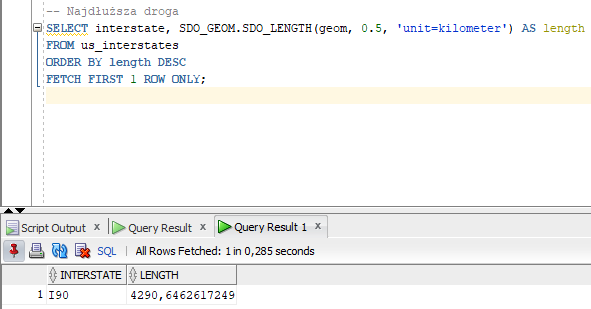 -- Najdłuższa droga
SELECT interstate, SDO_GEOM.SDO_LENGTH(geom, 0.5, 'unit=kilometer') AS length
FROM us_interstates
ORDER BY length DESC
FETCH FIRST 1 ROW ONLY;
Script Output x Query Result x Query Result 1 x
SQL | All Rows Fetched: 1 in 0,285 seconds
INTERSTATE LENGTH
1 I90 4290,6462617249